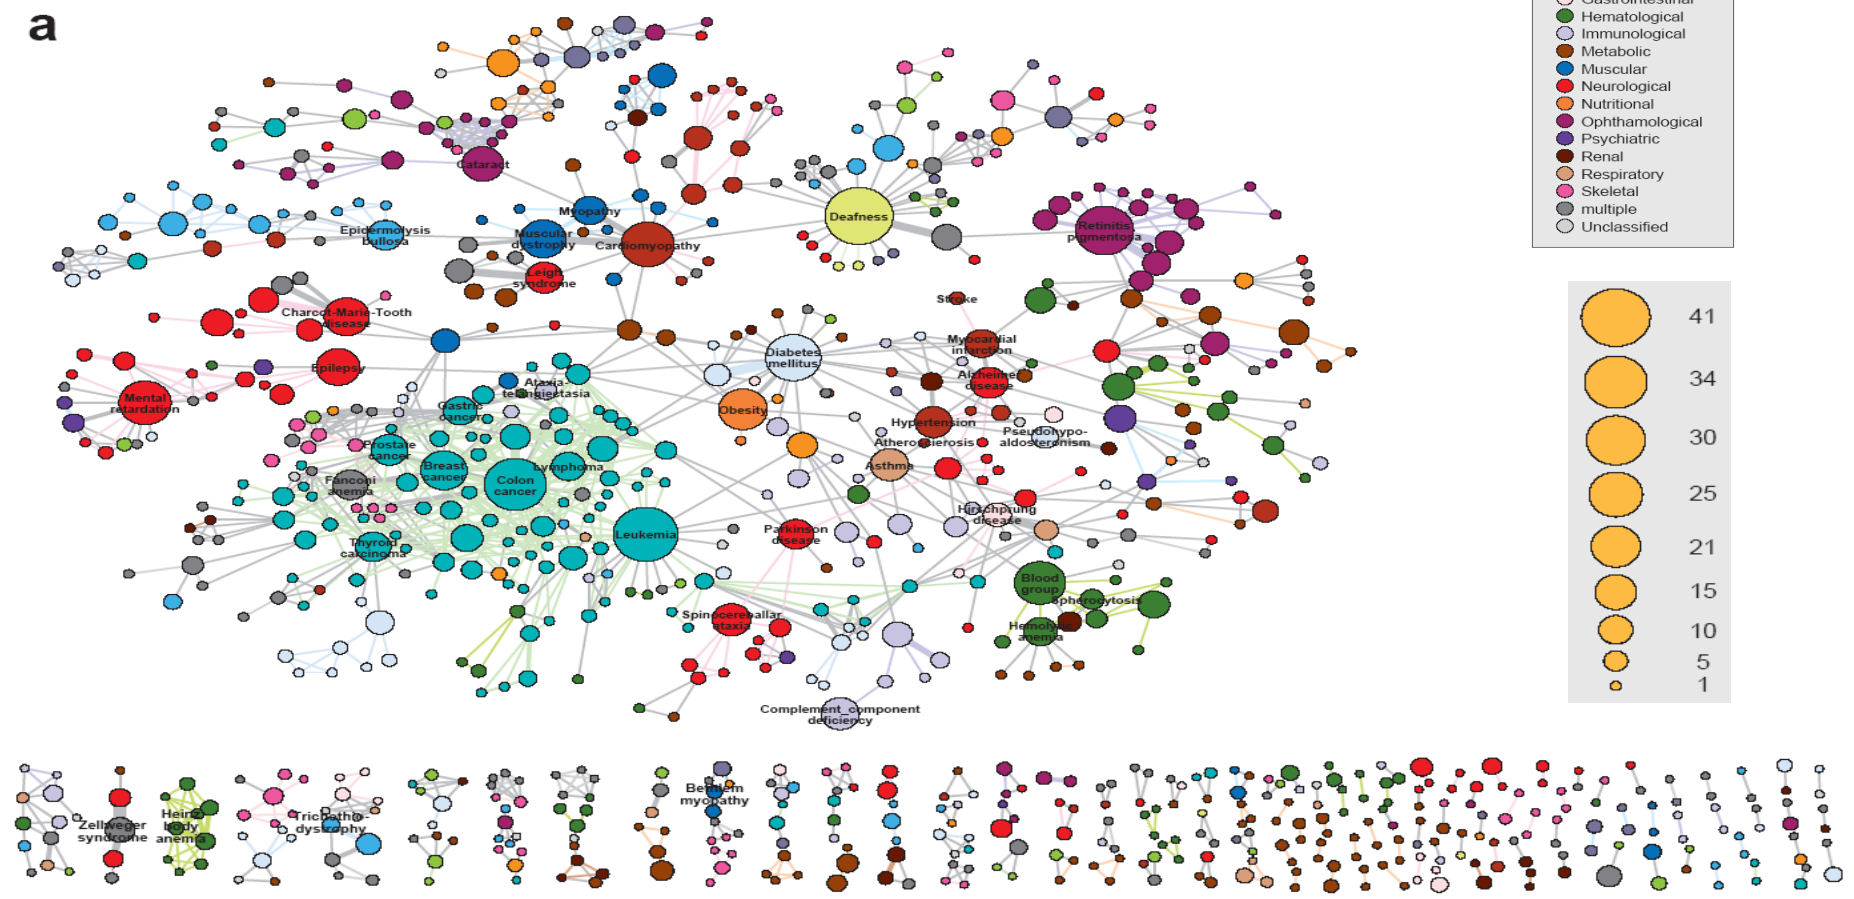 a
Gastrointestinal
Hematological
Immunological
Metabolic
Muscular
Neurological
Nutritional
Ophthamological
Psychiatric
Renal
Respiratory
Skeletal
multiple
Unclassified
41
34
30
25
21
15
10
5
1
Cataract
Myopathy
Muscular
dystrophy
Cardiomyopathy
Epidermolysis
bullosa
Leigh
syndrome
Charcot-Marie-Tooth
disease
Epilepsy
Mental
retardation
Deafness
Retinitis
pigmentosa
Stroke
Myocardial
infarction
Diabetes
mellitus
Alzheimer
disease
Obesity
Hypertension
Atherosclerosis
Pseudohypo-
aldosteronism
Asthma
Ataxia-
telangiectasia
Gastric
cancer
Prostate
cancer
Breast
cancer
Lymphoma
Colon
cancer
Fanconi
anemia
Thyroid
carcinoma
Leukemia
Parkinson
disease
Hirschprung
disease
Blood
group
Spherocytosis
Hemolytic
anemia
Spinocereballar
ataxia
Complement_component
deficiency
Zellweger
syndrome
Heinz
body
anemia
Trichothio-
dystrophy
Bethlem
myopathy